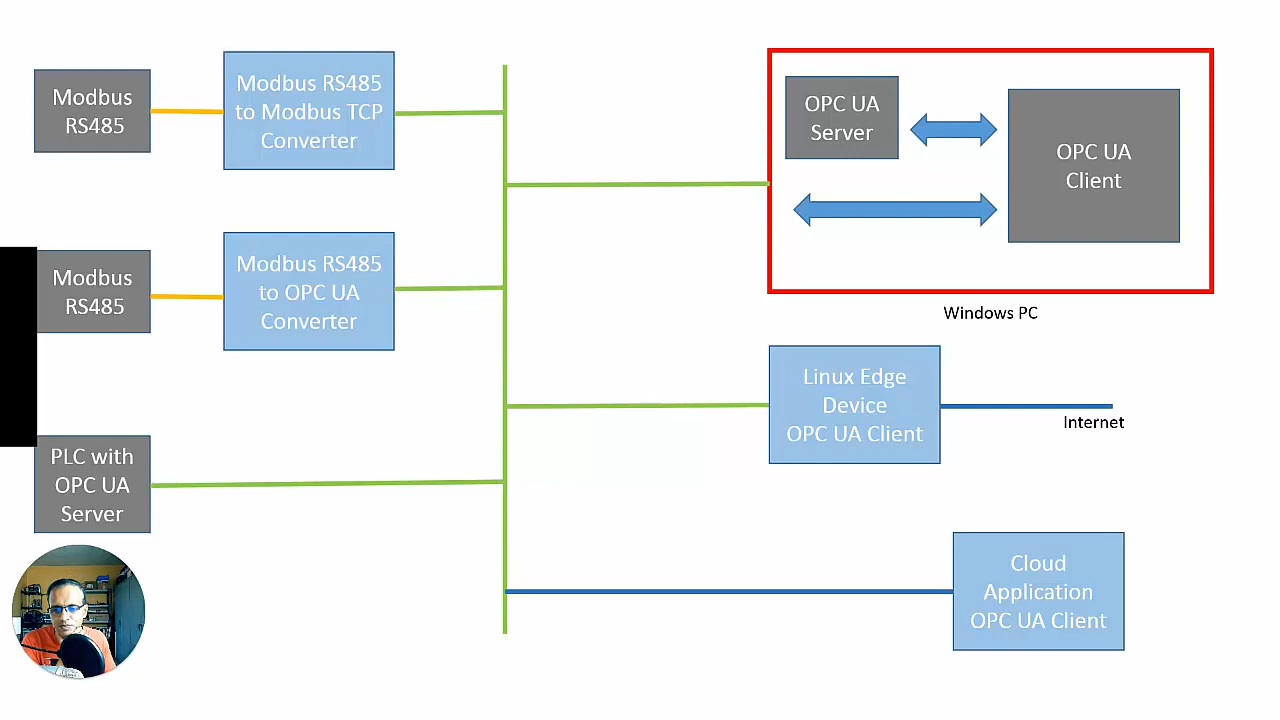 Modbus
RS485
Modbus RS485
to Modbus TCP
Converter
OPC UA
Server
OPC UA
Client
Modbus
RS485
Modbus RS485
to OPC UA
Converter
Windows PC
Linux Edge
Device
OPC UA Client
Internet
PLC with
OPC UA
Server
Cloud
Application
OPC UA Client